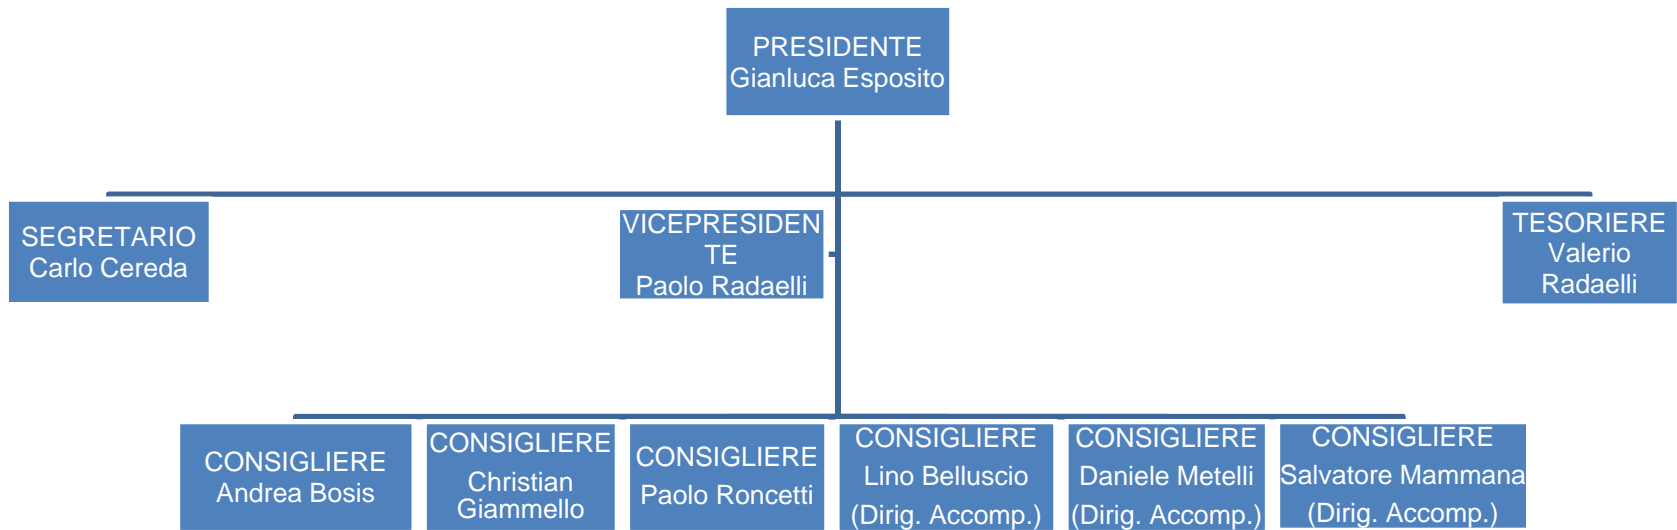 PRESIDENTE
Gianluca Esposito
SEGRETARIO
Carlo Cereda
VICEPRESIDEN
TE
Paolo Radaelli
TESORIERE
Valerio
Radaelli
CONSIGLIERE
Andrea Bosis
CONSIGLIERE
Christian
Giammello
CONSIGLIERE
Paolo Roncetti
CONSIGLIERE
Lino Belluscio
(Dirig. Accomp.)
CONSIGLIERE
Daniele Metelli
(Dirig. Accomp.)
CONSIGLIERE
Salvatore Mammana
(Dirig. Accomp.)